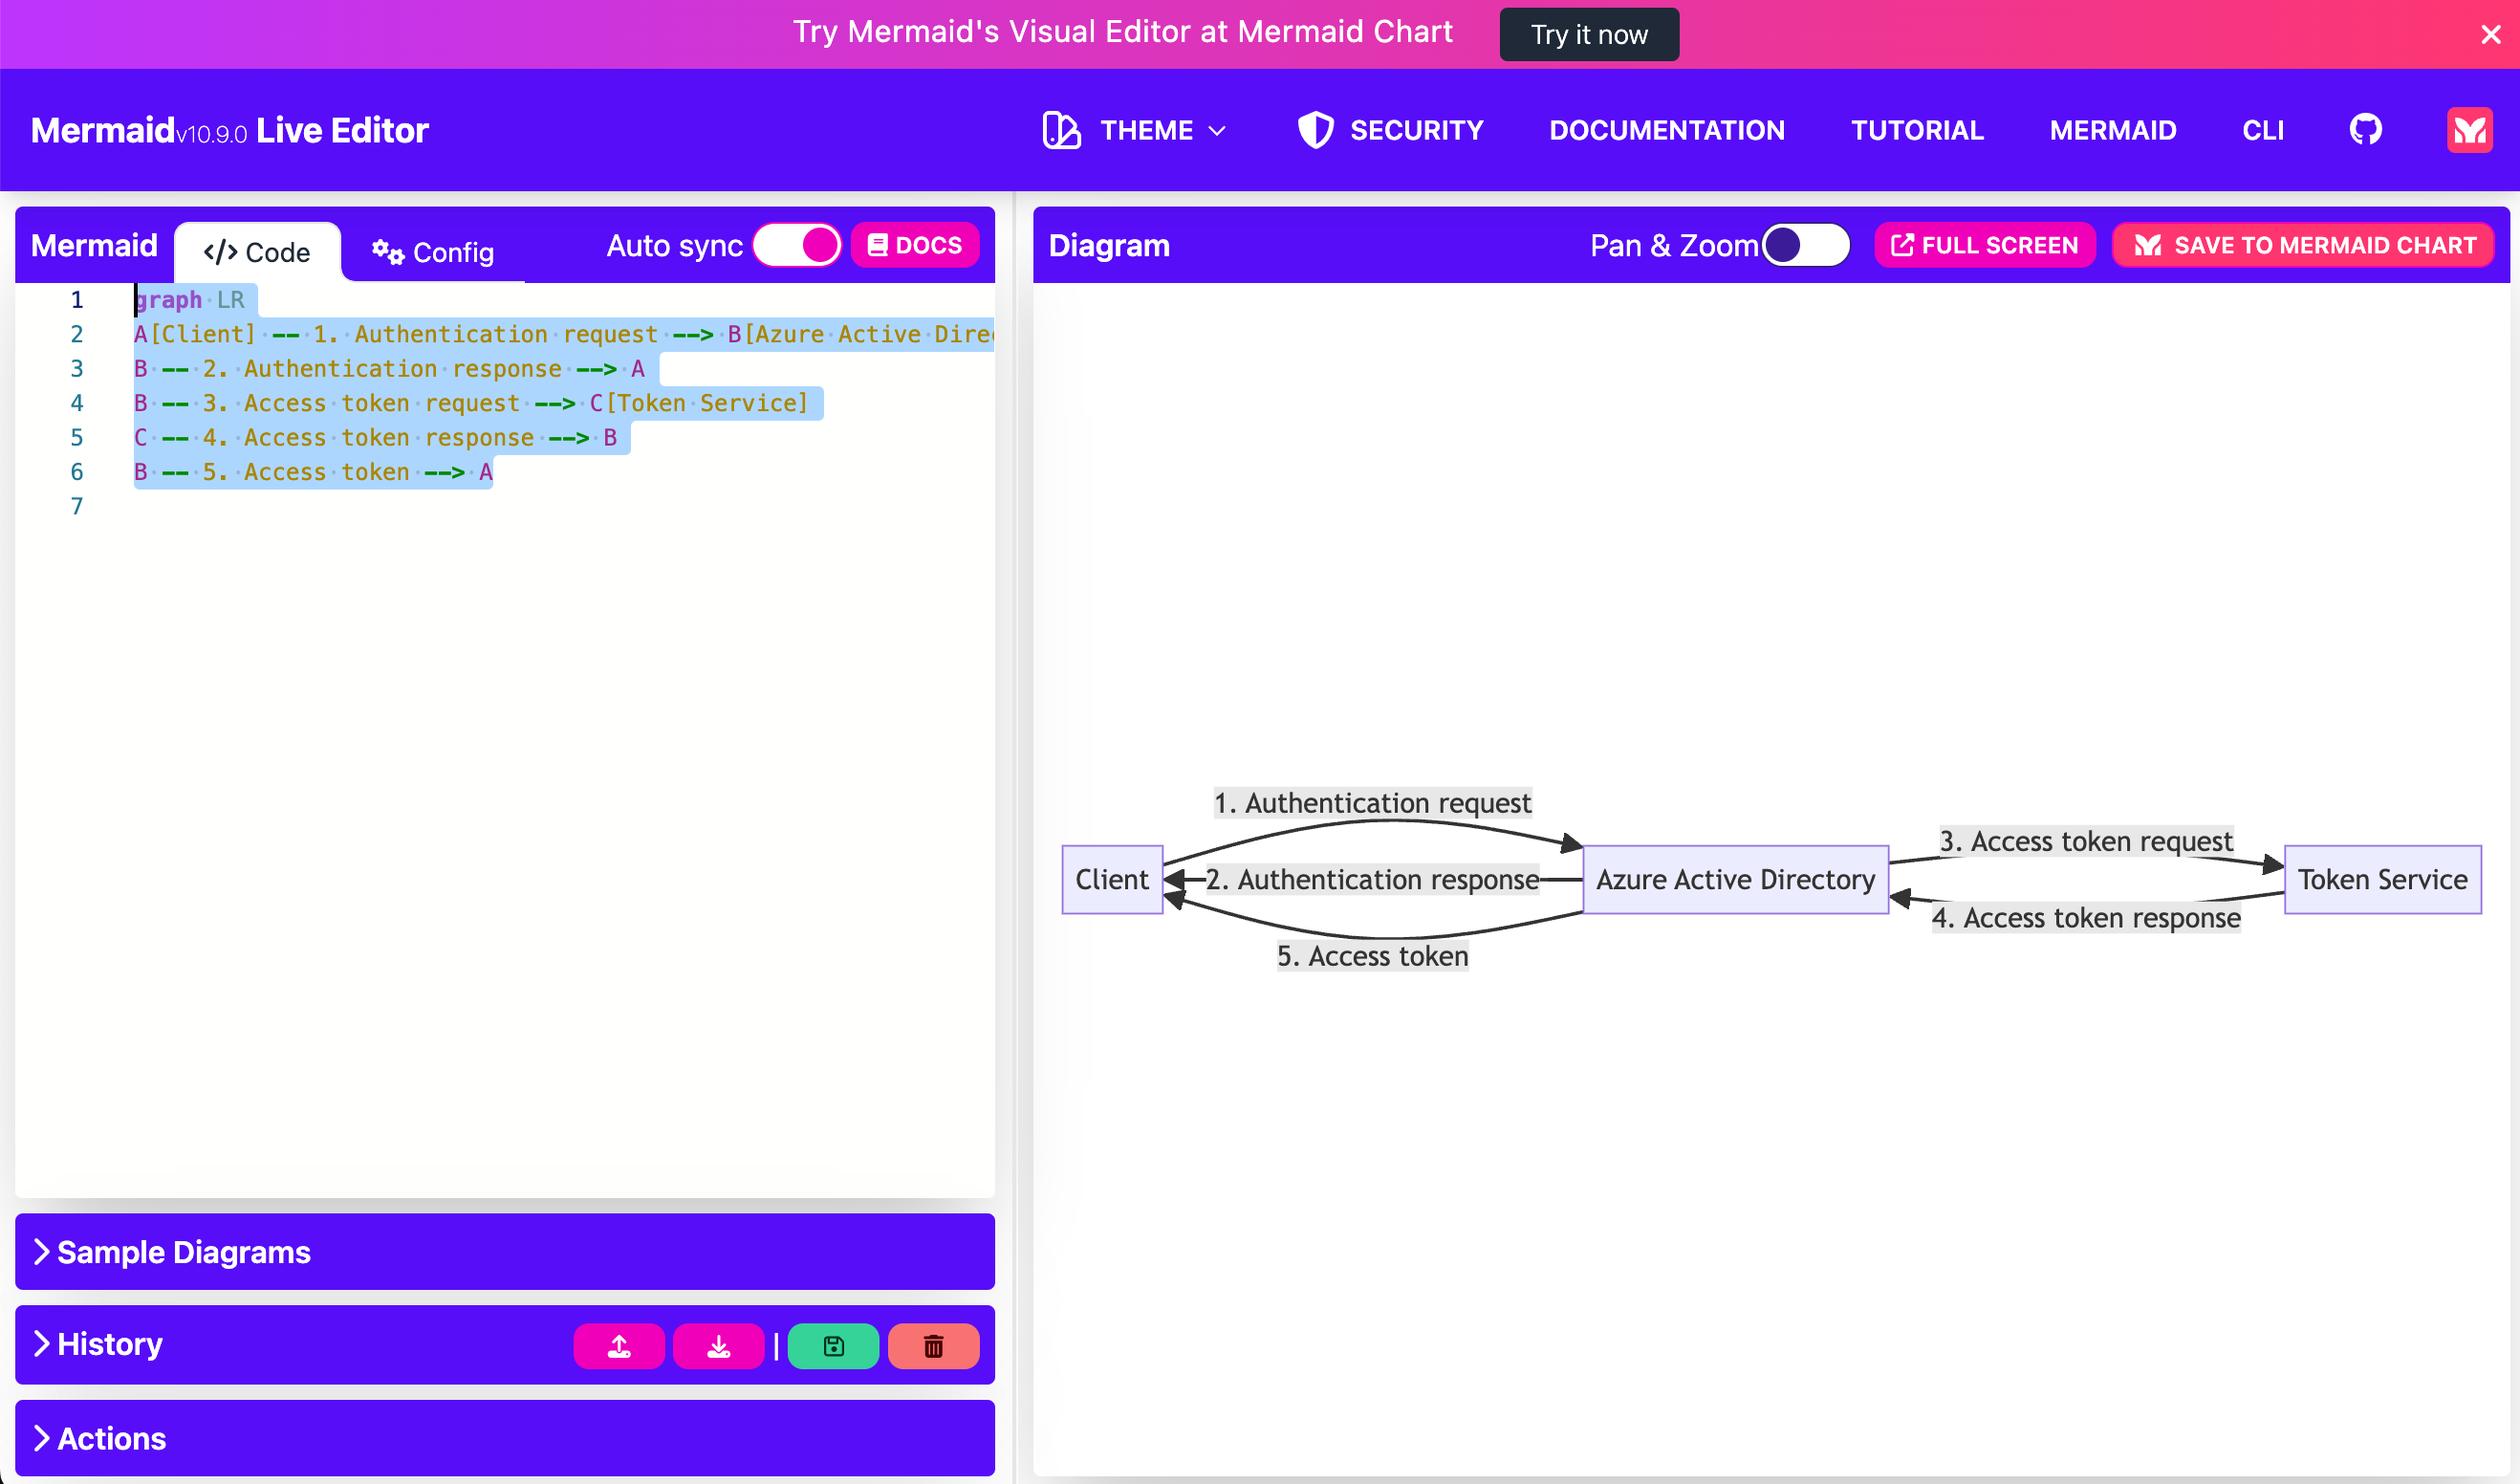 Try Mermaid's Visual Editor at Mermaid Chart
Try it now
Mermaid v10.9.0 Live Editor
THEME
SECURITY
DOCUMENTATION
TUTORIAL
MERMAID
CLI
Mermaid
Code
Config
Auto sync
DOCS
1 graph LR
2 A[Client] -- 1. Authentication request --> B[Azure Active Dire
3 B -- 2. Authentication response --> A
4 B -- 3. Access token request --> C[Token Service]
5 C -- 4. Access token response --> B
6 B -- 5. Access token --> A
7
Sample Diagrams
History
Actions
Diagram
Pan & Zoom
FULL SCREEN
SAVE TO MERMAID CHART
1. Authentication request
3. Access token request
Client
2. Authentication response
Azure Active Directory
Token Service
4. Access token response
5. Access token